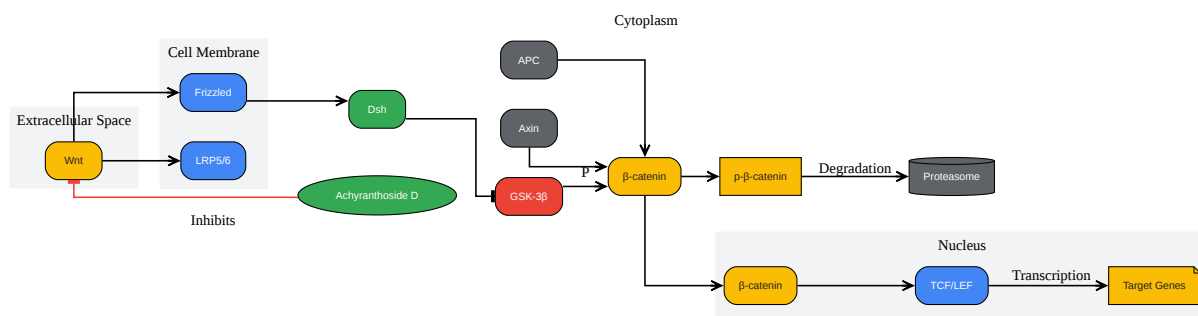 Cytoplasm
Cell Membrane
APC
Frizzled
Dsh
Extracellular Space
Axin
Wnt
LRP5/6
P
β-catenin
p-β-catenin
Degradation
Proteasome
Achyranthoside D
GSK-3β
Inhibits
Nucleus
β-catenin
TCF/LEF
Transcription
Target Genes